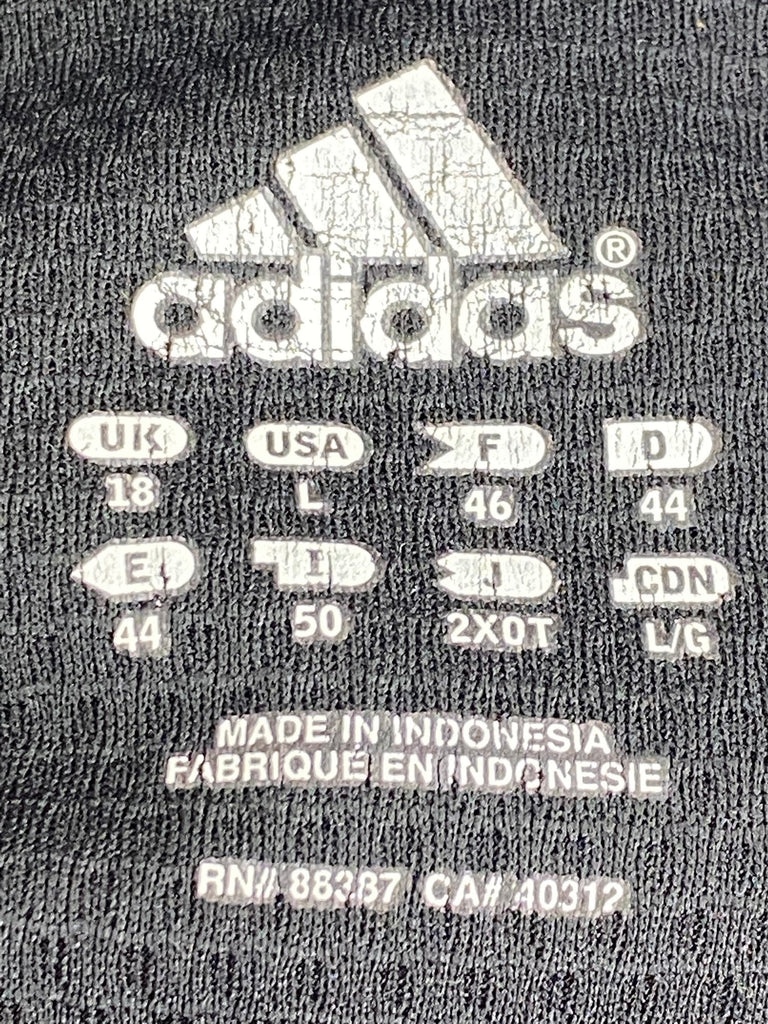 adidas®
UK USA F D
18 L 46 44
E I J CDN
44 50 2XOT L/G
MADE IN INDONESIA
FABRIQUÉ EN INDONESIE
RN# 88387 CA# 40312